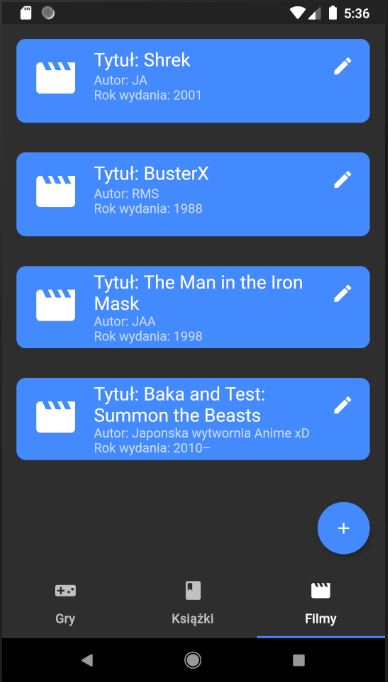 5:36
Tytuł: Shrek
Autor: JA
Rok wydania: 2001
Tytuł: BusterX
Autor: RMS
Rok wydania: 1988
Tytuł: The Man in the Iron
Mask
Autor: JAA
Rok wydania: 1998
Tytuł: Baka and Test:
Summon the Beasts
Autor: Japonska wytwornia Anime xD
Rok wydania: 2010–
+
Gry
Książki
Filmy